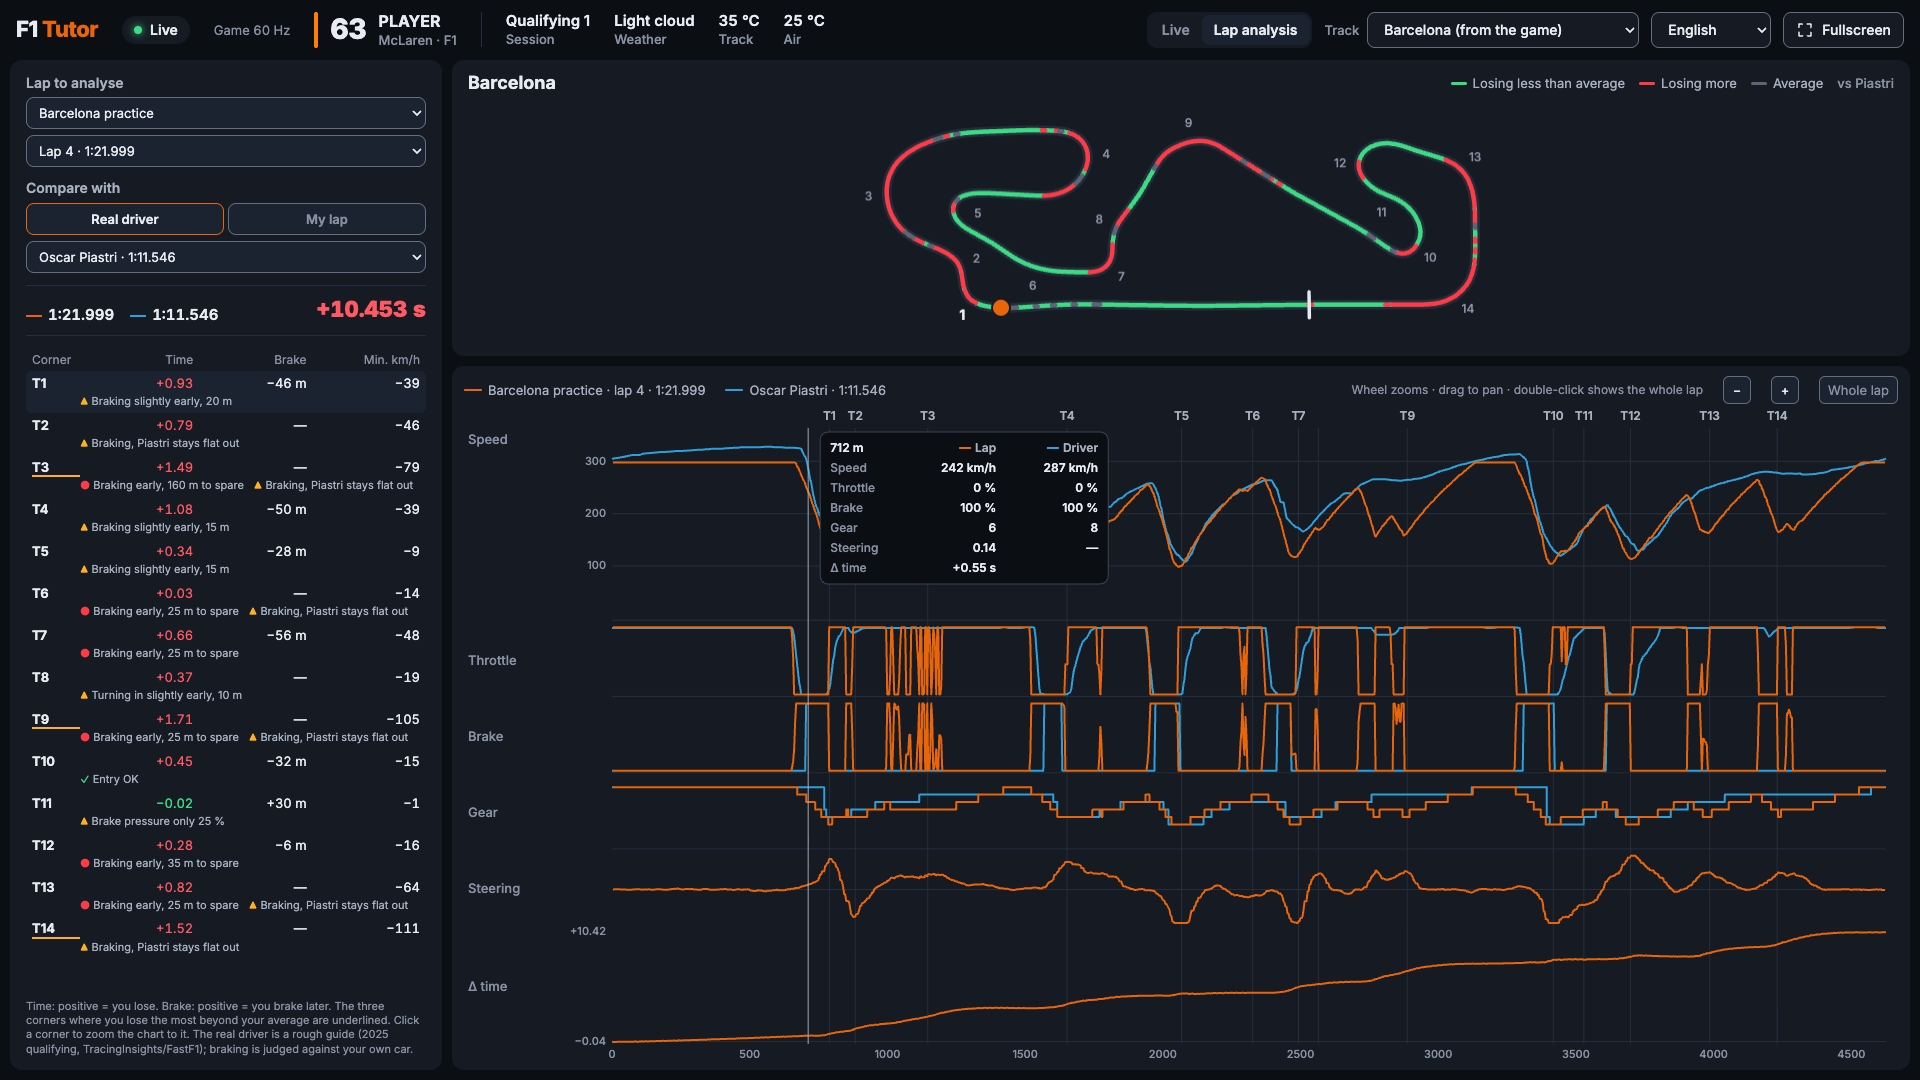 F1 Tutor
Live
Game 60 Hz
63
PLAYER
McLaren · F1
Qualifying 1
Session
Light cloud
Weather
35 °C
Track
25 °C
Air
Live
Lap analysis
Track
Barcelona (from the game)
English
Fullscreen
Lap to analyse
Barcelona practice
Lap 4 · 1:21.999
Compare with
Real driver
My lap
Oscar Piastri · 1:11.546
1:21.999
1:11.546
+10.453 s
Corner Time Brake Min. km/h
T1 +0.93 −46 m −39
Braking slightly early, 20 m
T2 +0.79 — −46
Braking, Piastri stays flat out
T3 +1.49 — −79
Braking early, 160 m to spare Braking, Piastri stays flat out
T4 +1.08 −50 m −39
Braking slightly early, 15 m
T5 +0.34 −28 m −9
Braking slightly early, 15 m
T6 +0.03 — −14
Braking early, 25 m to spare Braking, Piastri stays flat out
T7 +0.66 −56 m −48
Braking early, 25 m to spare
T8 +0.37 — −19
Turning in slightly early, 10 m
T9 +1.71 — −105
Braking early, 25 m to spare Braking, Piastri stays flat out
T10 +0.45 −32 m −15
✓ Entry OK
T11 −0.02 +30 m −1
Brake pressure only 25 %
T12 +0.28 −6 m −16
Braking early, 35 m to spare
T13 +0.82 — −64
Braking early, 25 m to spare Braking, Piastri stays flat out
T14 +1.52 — −111
Braking, Piastri stays flat out
Time: positive = you lose. Brake: positive = you brake later. The three
corners where you lose the most beyond your average are underlined. Click
a corner to zoom the chart to it. The real driver is a rough guide (2025
qualifying, TracingInsights/FastF1); braking is judged against your own car.
Barcelona
Losing less than average
Losing more
Average
vs Piastri
9
4
12
13
3
5
8
11
2
10
7
6
1
14
Barcelona practice · lap 4 · 1:21.999
Oscar Piastri · 1:11.546
Wheel zooms · drag to pan · double-click shows the whole lap
−
+
Whole lap
T1 T2 T3 T4 T5 T6 T7 T9 T10 T11 T12 T13 T14
Speed
300
200
100
712 m Lap Driver
Speed 242 km/h 287 km/h
Throttle 0 % 0 %
Brake 100 % 100 %
Gear 6 8
Steering 0.14 —
Δ time +0.55 s
Throttle
Brake
Gear
Steering
+10.42
Δ time
−0.04
0 500 1000 1500 2000 2500 3000 3500 4000 4500